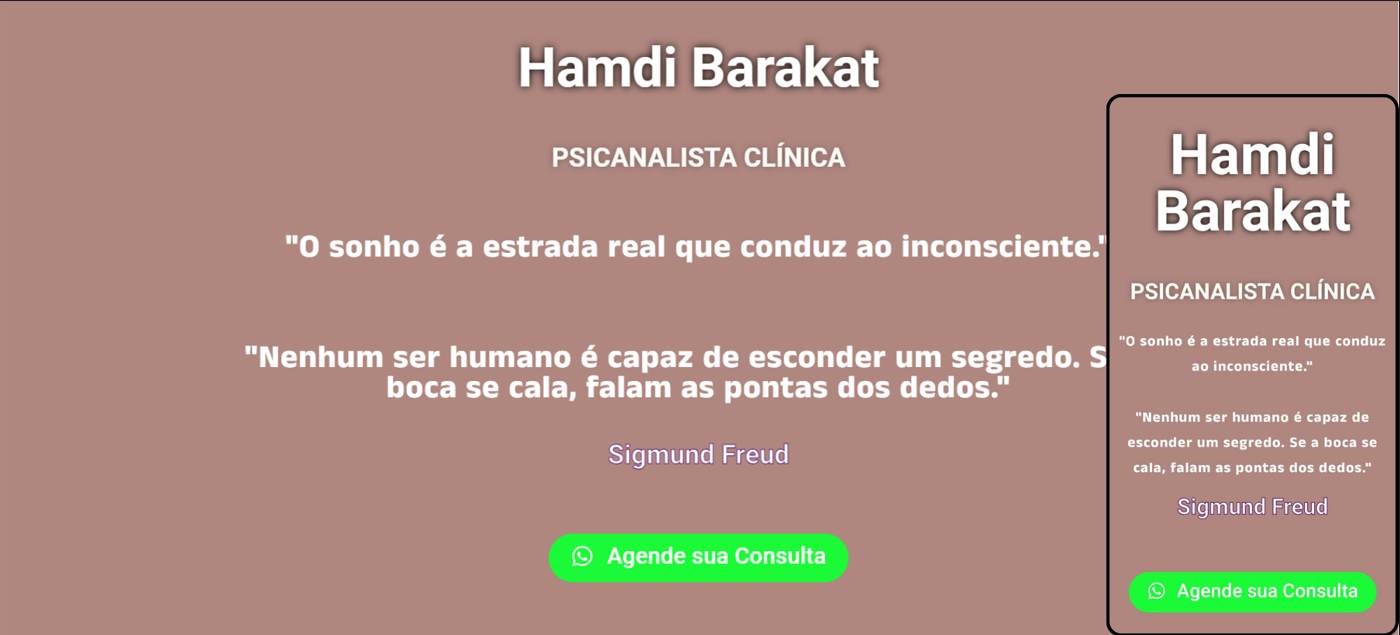 Hamdi Barakat
PSICANALISTA CLÍNICA
"O sonho é a estrada real que conduz ao inconsciente."
"Nenhum ser humano é capaz de esconder um segredo. S
boca se cala, falam as pontas dos dedos."
Sigmund Freud
Agende sua Consulta
Hamdi
Barakat
PSICANALISTA CLÍNICA
"O sonho é a estrada real que conduz
ao inconsciente."
"Nenhum ser humano é capaz de
esconder um segredo. Se a boca se
cala, falam as pontas dos dedos."
Sigmund Freud
Agende sua Consulta